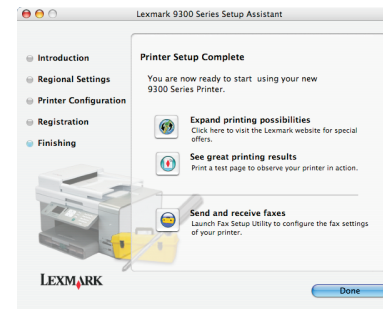 Lexmark 9300 Series Setup Assistant
Introduction
Regional Settings
Printer Configuration
Registration
Finishing
LEXMARK
Printer Setup Complete
You are now ready to start using your new
9300 Series Printer.
Expand printing possibilities
Click here to visit the Lexmark website for special
offers.
See great printing results
Print a test page to observe your printer in action.
Send and receive faxes
Launch Fax Setup Utility to configure the fax settings
of your printer.
Done